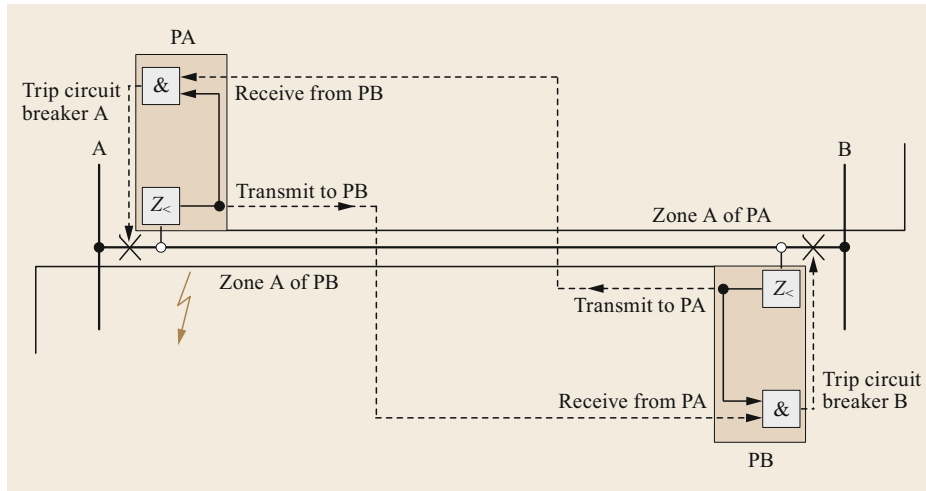 PA
&
Trip circuit
breaker A
Receive from PB
A
B
Z<
Transmit to PB
Zone A of PA
Zone A of PB
Z<
Transmit to PA
Trip circuit
breaker B
Receive from PA
&
PB